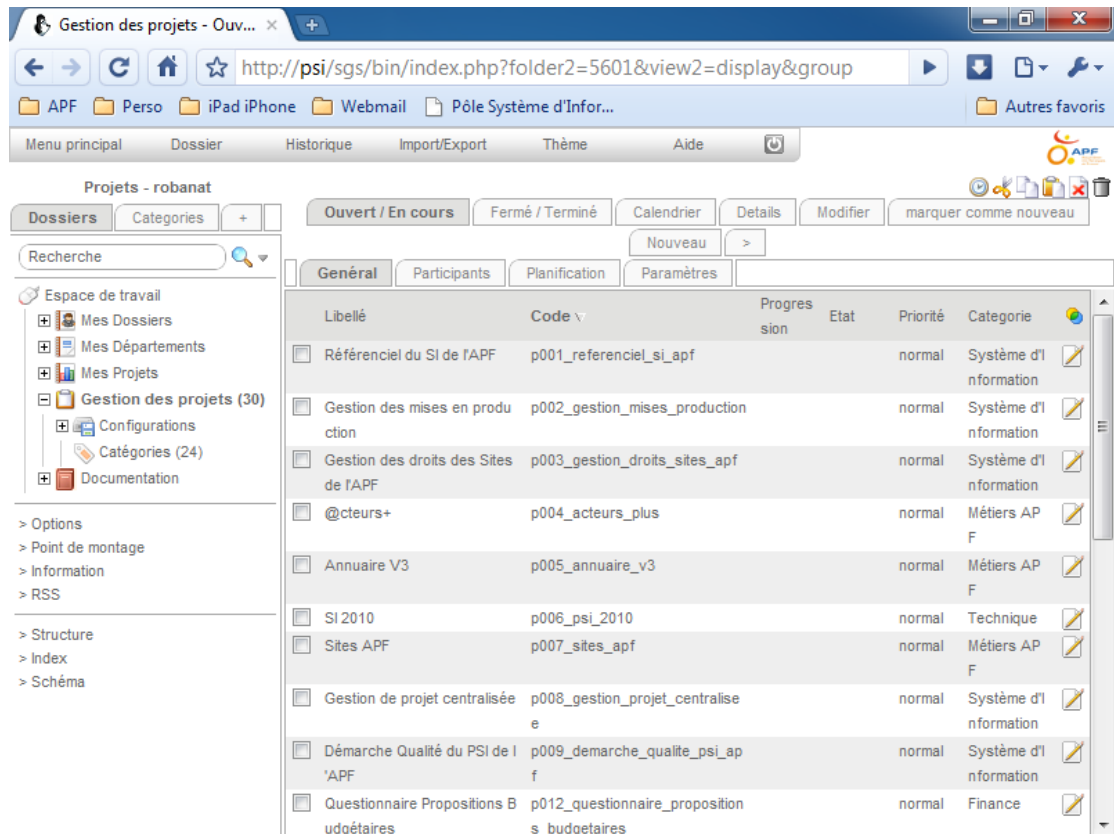 Gestion des projets - Ouv...
http://psi/sgs/bin/index.php?folder2=5601&view2=display&group
APF Perso iPad iPhone Webmail Pôle Système d'Infor... Autres favoris
Menu principal Dossier Historique Import/Export Thème Aide
APF
Projets - robanat
Dossiers Categories +
Recherche
Espace de travail
Mes Dossiers
Mes Départements
Mes Projets
Gestion des projets (30)
Configurations
Catégories (24)
Documentation
> Options
> Point de montage
> Information
> RSS
> Structure
> Index
> Schéma
Ouvert / En cours Fermé / Terminé Calendrier Details Modifier marquer comme nouveau
Nouveau >
Genéral Participants Planification Paramètres
Libellé Code Progres Etat Priorité Categorie
sion
Référenciel du SI de l'APF p001_referenciel_si_apf normal Système d'I
nformation
Gestion des mises en produ p002_gestion_mises_production normal Système d'I
ction nformation
Gestion des droits des Sites p003_gestion_droits_sites_apf normal Système d'I
de l'APF nformation
@cteurs+ p004_acteurs_plus normal Métiers AP
F
Annuaire V3 p005_annuaire_v3 normal Métiers AP
F
SI 2010 p006_psi_2010 normal Technique
Sites APF p007_sites_apf normal Métiers AP
F
Gestion de projet centralisée p008_gestion_projet_centralise normal Système d'I
e nformation
Démarche Qualité du PSI de l p009_demarche_qualite_psi_ap normal Système d'I
'APF f nformation
Questionnaire Propositions B p012_questionnaire_proposition normal Finance
udgétaires s_budgetaires